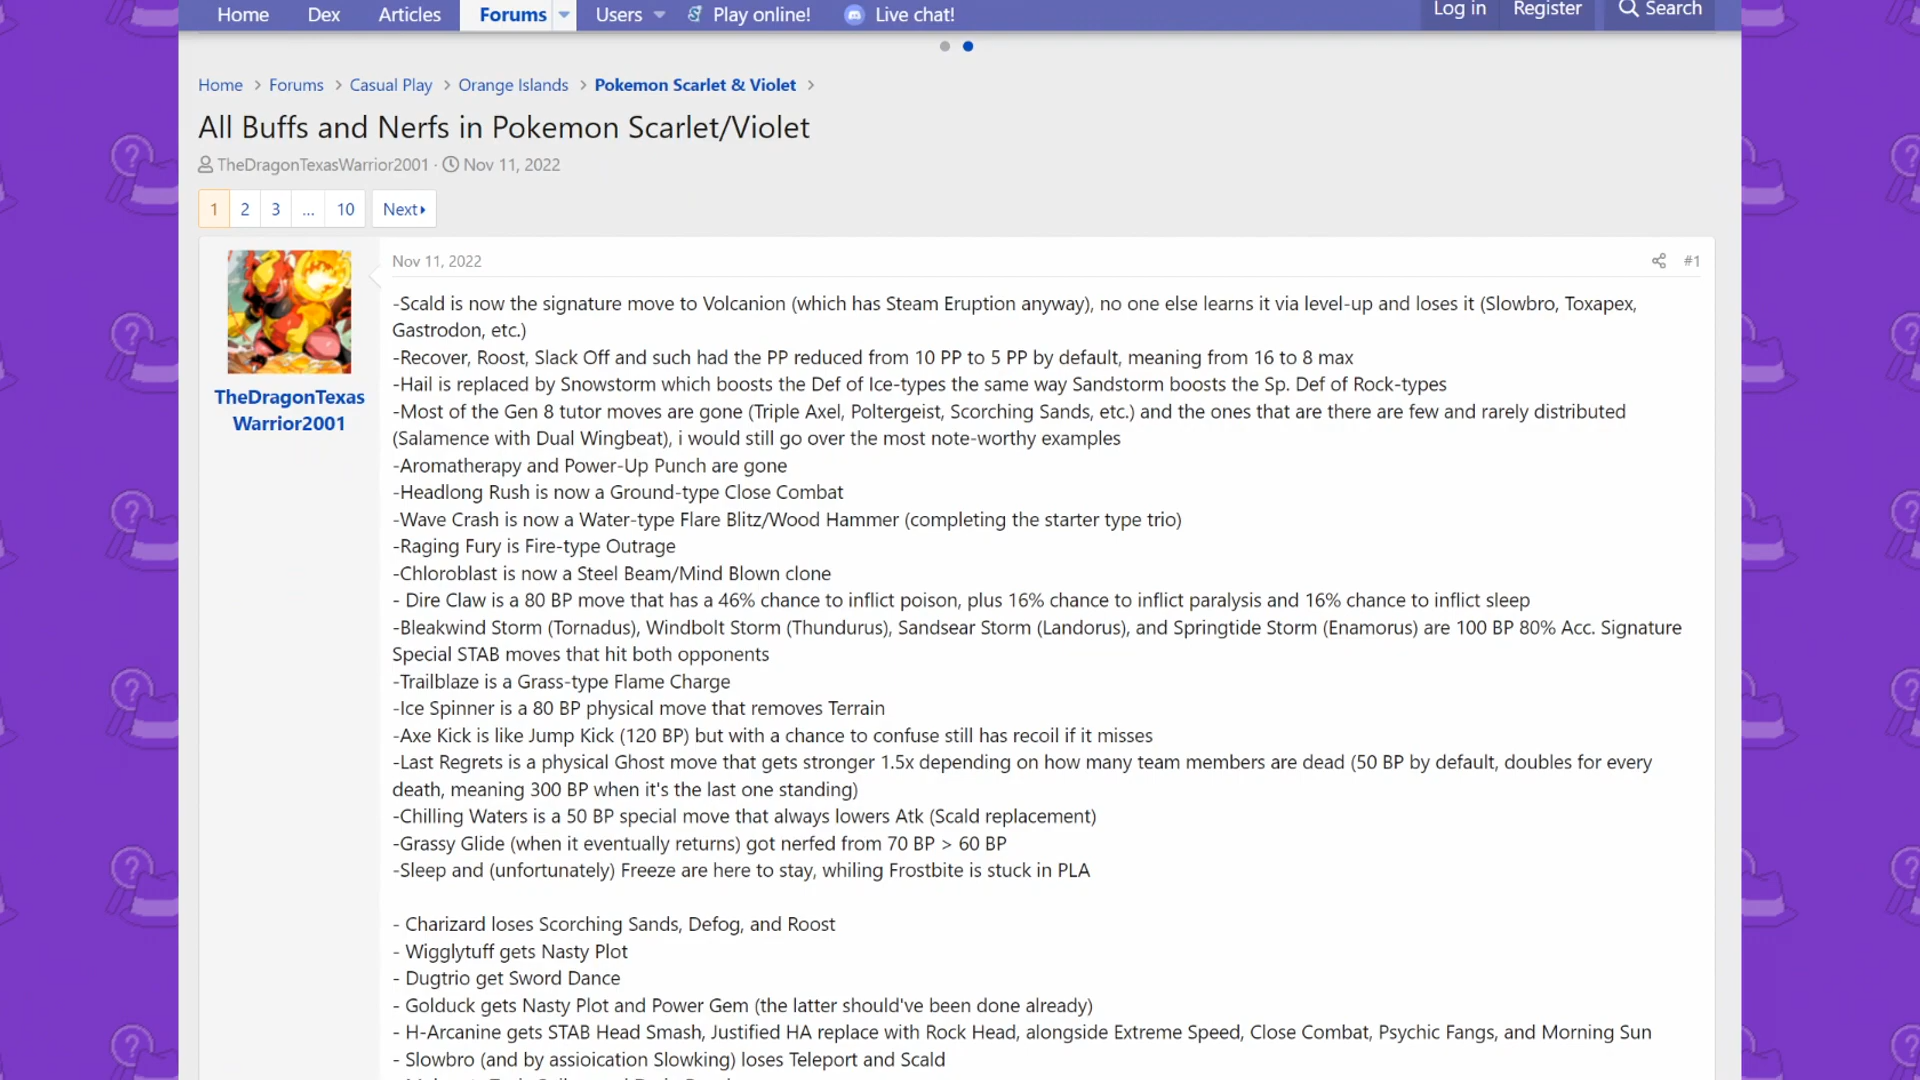 Home Dex Articles Forums Users Play online! Live chat! Log in Register Search
Home > Forums > Casual Play > Orange Islands > Pokemon Scarlet & Violet >
All Buffs and Nerfs in Pokemon Scarlet/Violet
TheDragonTexasWarrior2001 · Nov 11, 2022
1 2 3 ... 10 Next
Nov 11, 2022 #1
TheDragonTexas
Warrior2001
-Scald is now the signature move to Volcanion (which has Steam Eruption anyway), no one else learns it via level-up and loses it (Slowbro, Toxapex,
Gastrodon, etc.)
-Recover, Roost, Slack Off and such had the PP reduced from 10 PP to 5 PP by default, meaning from 16 to 8 max
-Hail is replaced by Snowstorm which boosts the Def of Ice-types the same way Sandstorm boosts the Sp. Def of Rock-types
-Most of the Gen 8 tutor moves are gone (Triple Axel, Poltergeist, Scorching Sands, etc.) and the ones that are there are few and rarely distributed
(Salamence with Dual Wingbeat), i would still go over the most note-worthy examples
-Aromatherapy and Power-Up Punch are gone
-Headlong Rush is now a Ground-type Close Combat
-Wave Crash is now a Water-type Flare Blitz/Wood Hammer (completing the starter type trio)
-Raging Fury is Fire-type Outrage
-Chloroblast is now a Steel Beam/Mind Blown clone
- Dire Claw is a 80 BP move that has a 46% chance to inflict poison, plus 16% chance to inflict paralysis and 16% chance to inflict sleep
-Bleakwind Storm (Tornadus), Windbolt Storm (Thundurus), Sandsear Storm (Landorus), and Springtide Storm (Enamorus) are 100 BP 80% Acc. Signature
Special STAB moves that hit both opponents
-Trailblaze is a Grass-type Flame Charge
-Ice Spinner is a 80 BP physical move that removes Terrain
-Axe Kick is like Jump Kick (120 BP) but with a chance to confuse still has recoil if it misses
-Last Regrets is a physical Ghost move that gets stronger 1.5x depending on how many team members are dead (50 BP by default, doubles for every
death, meaning 300 BP when it's the last one standing)
-Chilling Waters is a 50 BP special move that always lowers Atk (Scald replacement)
-Grassy Glide (when it eventually returns) got nerfed from 70 BP > 60 BP
-Sleep and (unfortunately) Freeze are here to stay, whiling Frostbite is stuck in PLA
- Charizard loses Scorching Sands, Defog, and Roost
- Wigglytuff gets Nasty Plot
- Dugtrio get Sword Dance
- Golduck gets Nasty Plot and Power Gem (the latter should've been done already)
- H-Arcanine gets STAB Head Smash, Justified HA replace with Rock Head, alongside Extreme Speed, Close Combat, Psychic Fangs, and Morning Sun
- Slowbro (and by assioication Slowking) loses Teleport and Scald